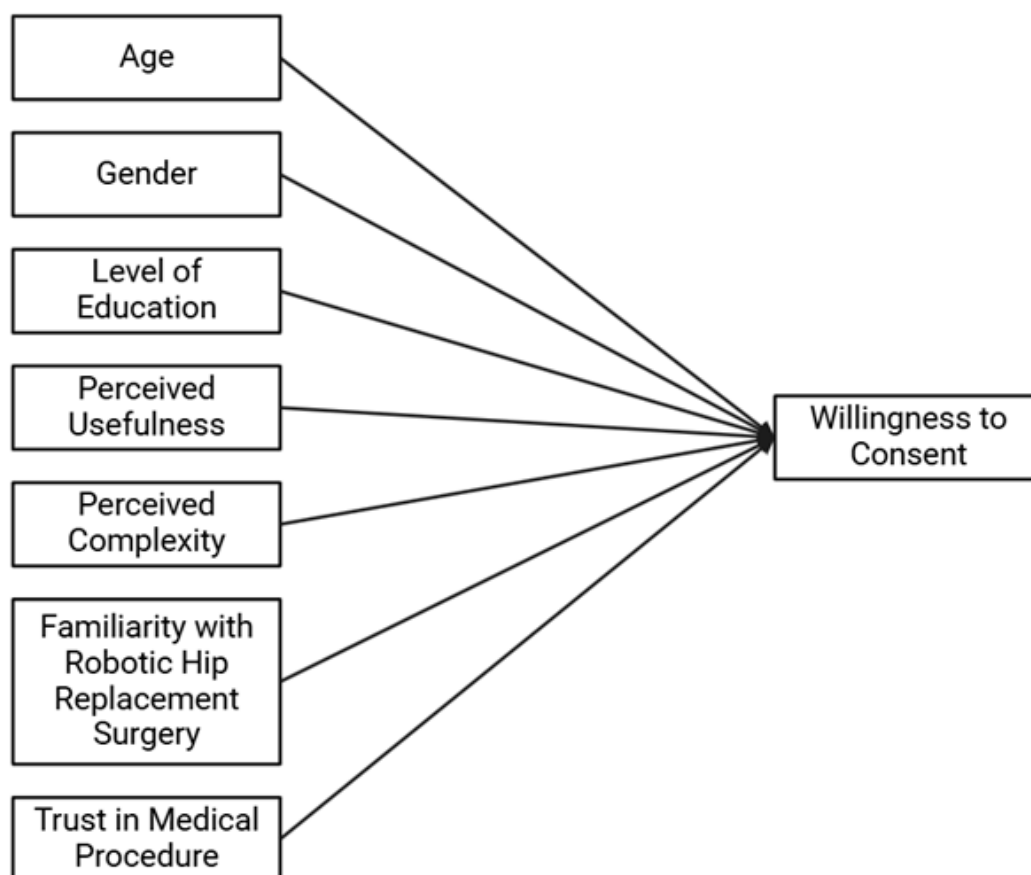 Age
Gender
Level of
Education
Perceived
Usefulness
Perceived
Complexity
Familiarity with
Robotic Hip
Replacement
Surgery
Trust in Medical
Procedure
Willingness to
Consent